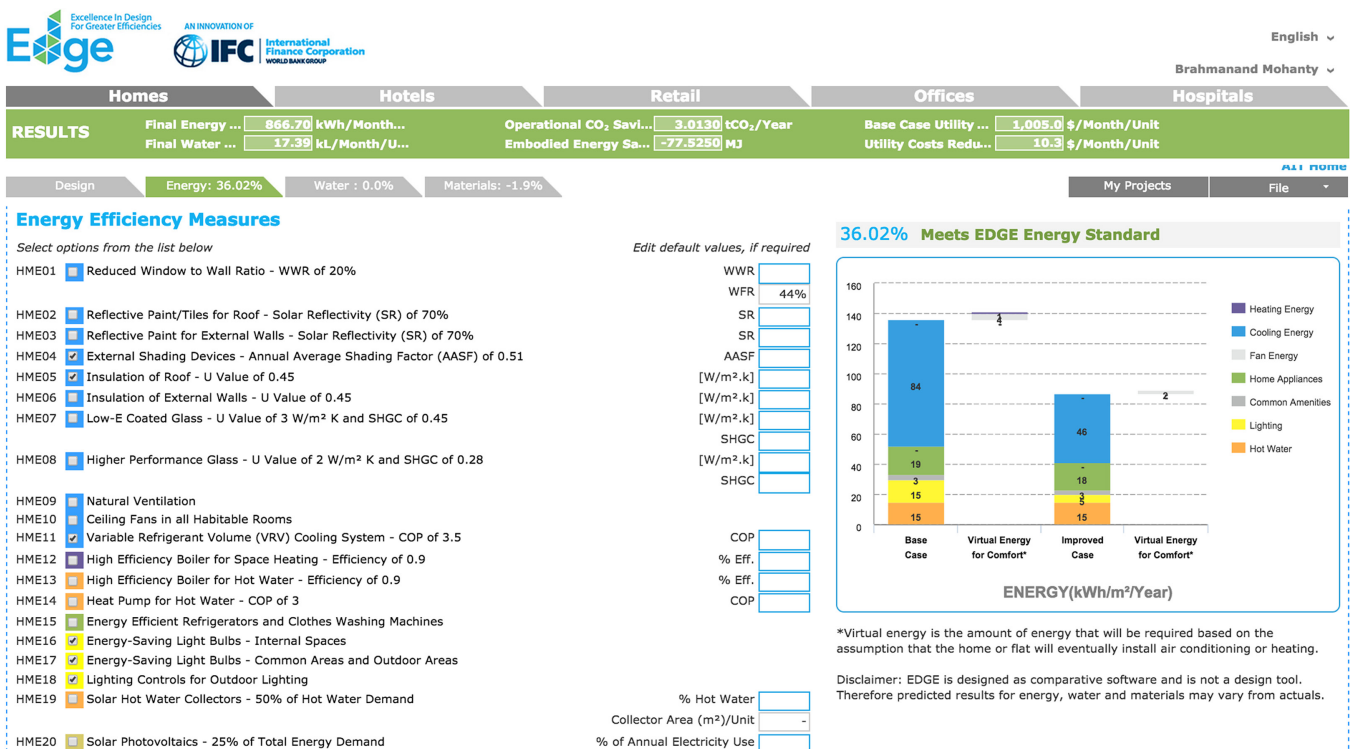 Excellence In Design
For Greater Efficiencies
Edge
AN INNOVATION OF
IFC International
Finance Corporation
WORLD BANK GROUP
English
Brahmanand Mohanty
Homes Hotels Retail Offices Hospitals
RESULTS
Final Energy ... 866.70 kWh/Month... Operational CO₂ Savi... 3.0130 tCO₂/Year Base Case Utility ... 1,005.0 $/Month/Unit
Final Water ... 17.39 kL/Month/U... Embodied Energy Sa... -77.5250 MJ Utility Costs Redu... 10.3 $/Month/Unit
AIT Home
Design Energy: 36.02% Water : 0.0% Materials: -1.9% My Projects File
Energy Efficiency Measures
Select options from the list below Edit default values, if required
HME01 Reduced Window to Wall Ratio - WWR of 20% WWR
WFR 44%
HME02 Reflective Paint/Tiles for Roof - Solar Reflectivity (SR) of 70% SR
HME03 Reflective Paint for External Walls - Solar Reflectivity (SR) of 70% SR
HME04 External Shading Devices - Annual Average Shading Factor (AASF) of 0.51 AASF
HME05 Insulation of Roof - U Value of 0.45 [W/m².k]
HME06 Insulation of External Walls - U Value of 0.45 [W/m².k]
HME07 Low-E Coated Glass - U Value of 3 W/m² K and SHGC of 0.45 [W/m².k]
SHGC
HME08 Higher Performance Glass - U Value of 2 W/m² K and SHGC of 0.28 [W/m².k]
SHGC
HME09 Natural Ventilation
HME10 Ceiling Fans in all Habitable Rooms
HME11 Variable Refrigerant Volume (VRV) Cooling System - COP of 3.5 COP
HME12 High Efficiency Boiler for Space Heating - Efficiency of 0.9 % Eff.
HME13 High Efficiency Boiler for Hot Water - Efficiency of 0.9 % Eff.
HME14 Heat Pump for Hot Water - COP of 3 COP
HME15 Energy Efficient Refrigerators and Clothes Washing Machines
HME16 Energy-Saving Light Bulbs - Internal Spaces
HME17 Energy-Saving Light Bulbs - Common Areas and Outdoor Areas
HME18 Lighting Controls for Outdoor Lighting
HME19 Solar Hot Water Collectors - 50% of Hot Water Demand % Hot Water
Collector Area (m²)/Unit -
HME20 Solar Photovoltaics - 25% of Total Energy Demand % of Annual Electricity Use
36.02% Meets EDGE Energy Standard
160
140
120
100
80
60
40
20
0
-
84
-
19
3
15
15
1
4
-
46
-
18
3
5
15
2
Base
Case
Virtual Energy
for Comfort*
Improved
Case
Virtual Energy
for Comfort*
ENERGY(kWh/m²/Year)
Heating Energy
Cooling Energy
Fan Energy
Home Appliances
Common Amenities
Lighting
Hot Water
*Virtual energy is the amount of energy that will be required based on the
assumption that the home or flat will eventually install air conditioning or heating.
Disclaimer: EDGE is designed as comparative software and is not a design tool.
Therefore predicted results for energy, water and materials may vary from actuals.